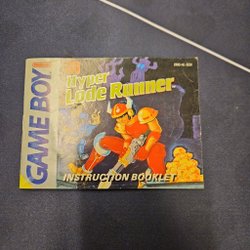 GAME BOY
Hyper
Lode Runner
INSTRUCTION BOOKLET